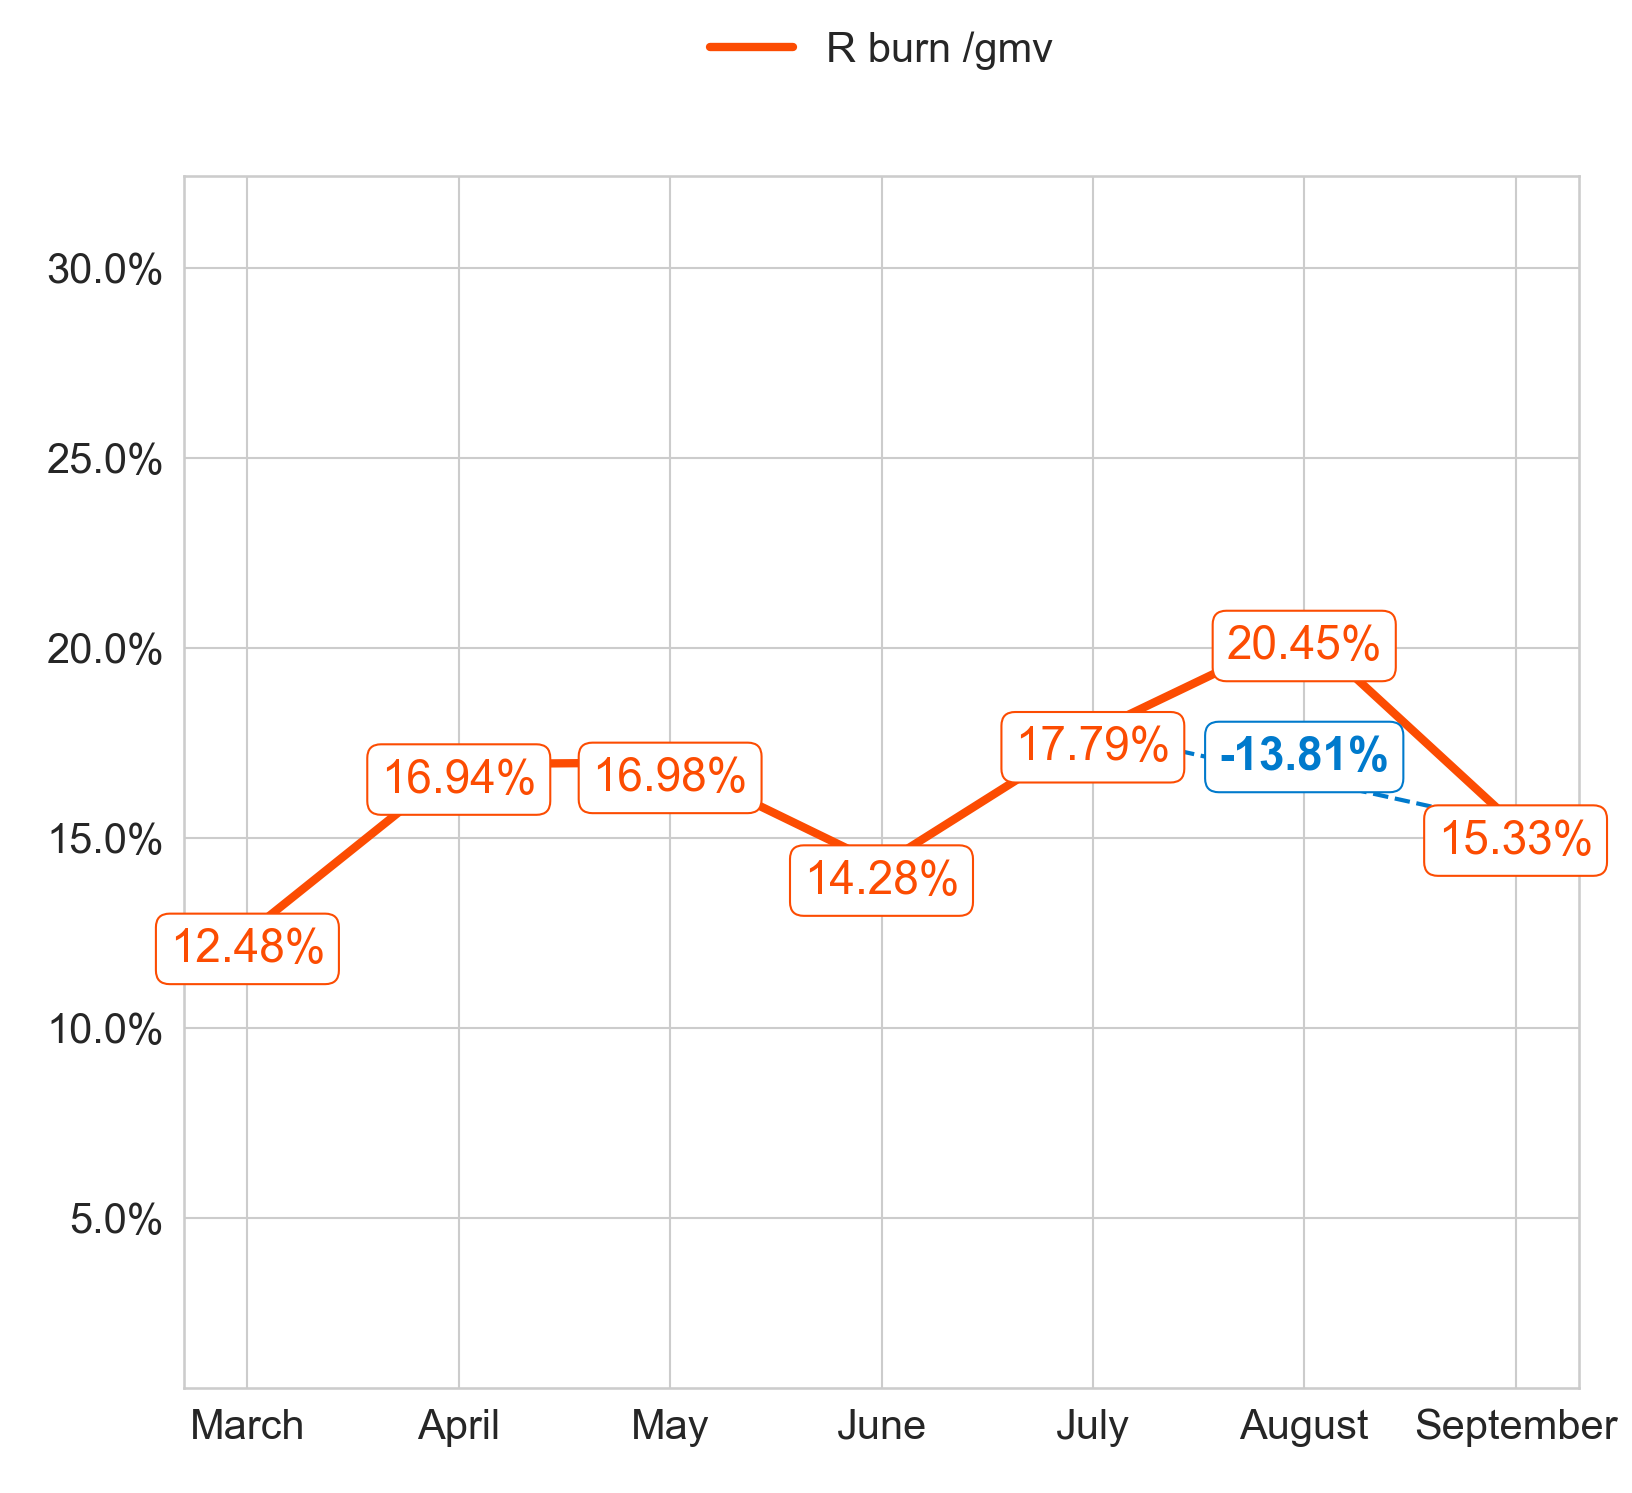 R burn /gmv
30.0%
25.0%
20.0%
15.0%
10.0%
5.0%
12.48%
16.94%
16.98%
14.28%
17.79%
20.45%
-13.81%
15.33%
March
April
May
June
July
August
September